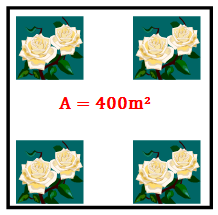 A = 400m²